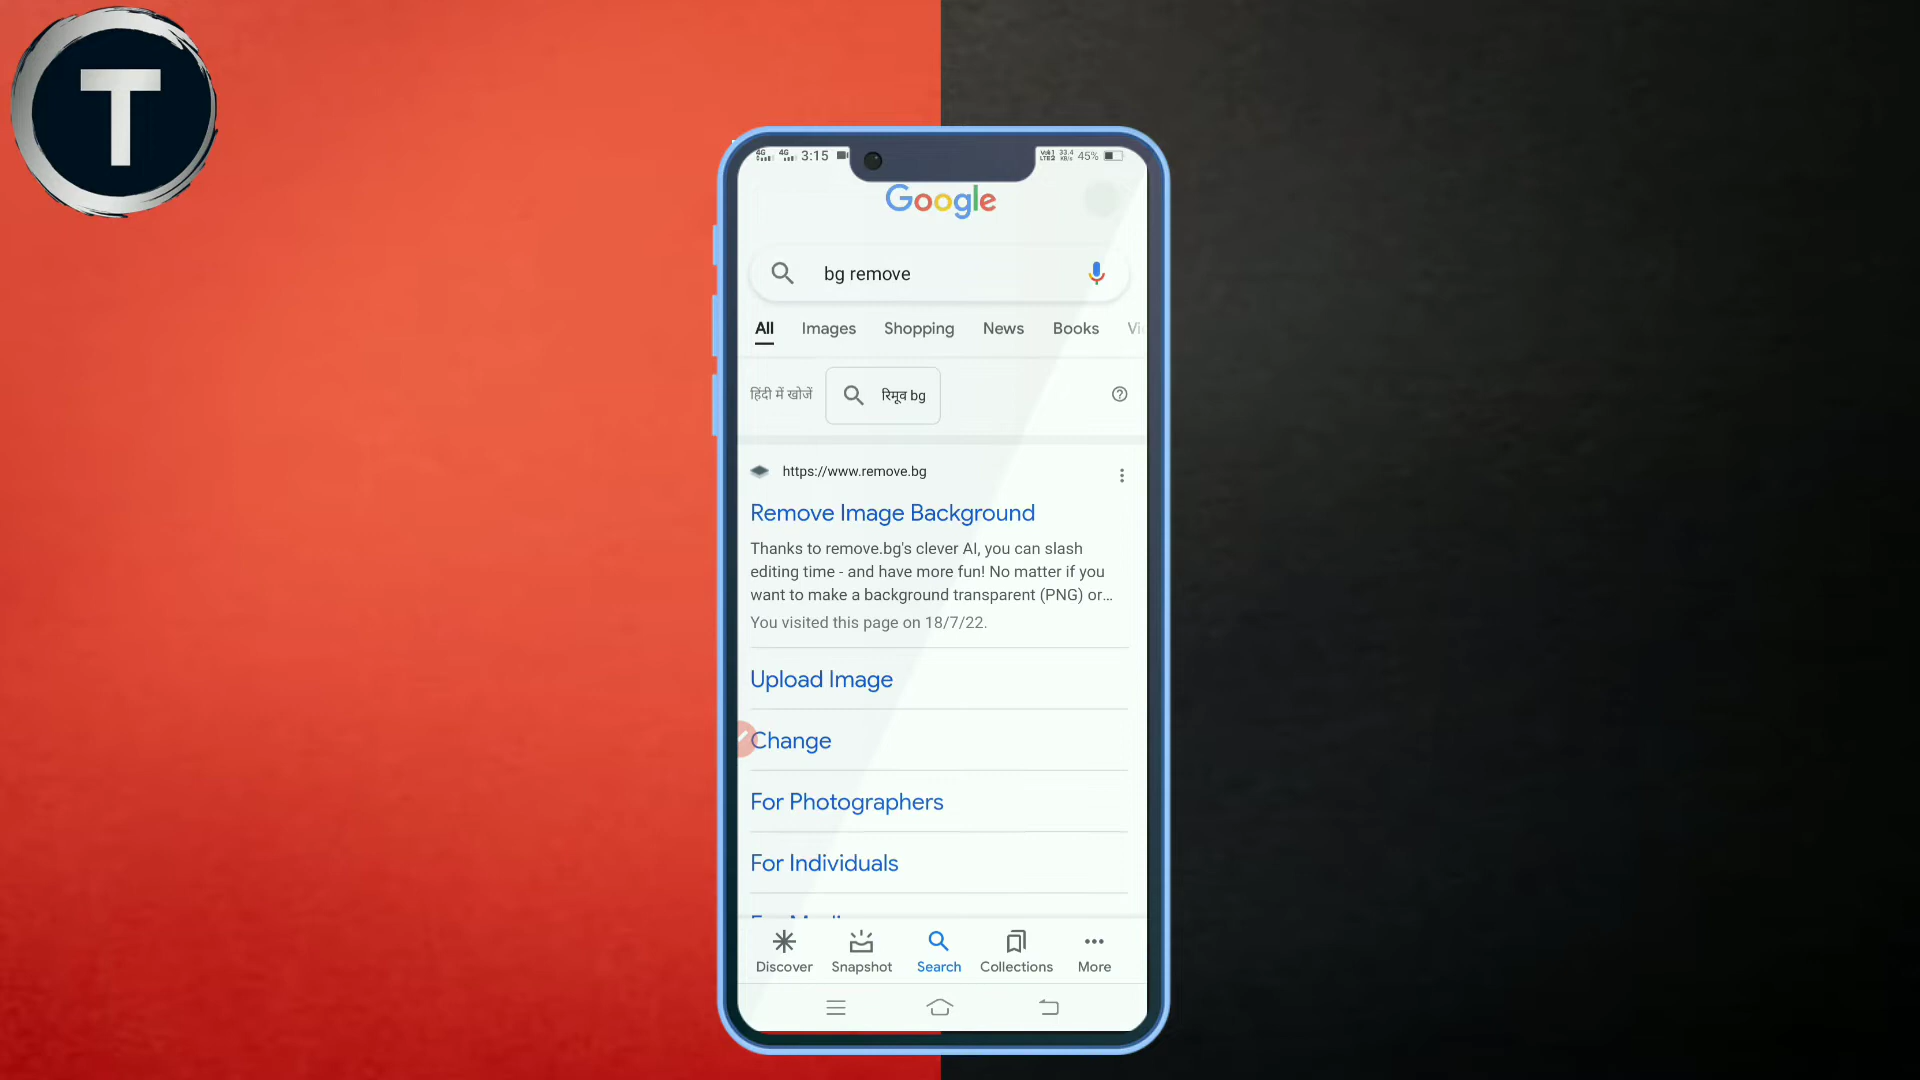 T
4G 4G 3:15 45%
Google
bg remove
All Images Shopping News Books
हिंदी में खोजें रिमूव bg
https://www.remove.bg
Remove Image Background
Thanks to remove.bg's clever AI, you can slash
editing time - and have more fun! No matter if you
want to make a background transparent (PNG) or...
You visited this page on 18/7/22.
Upload Image
Change
For Photographers
For Individuals
Discover Snapshot Search Collections More